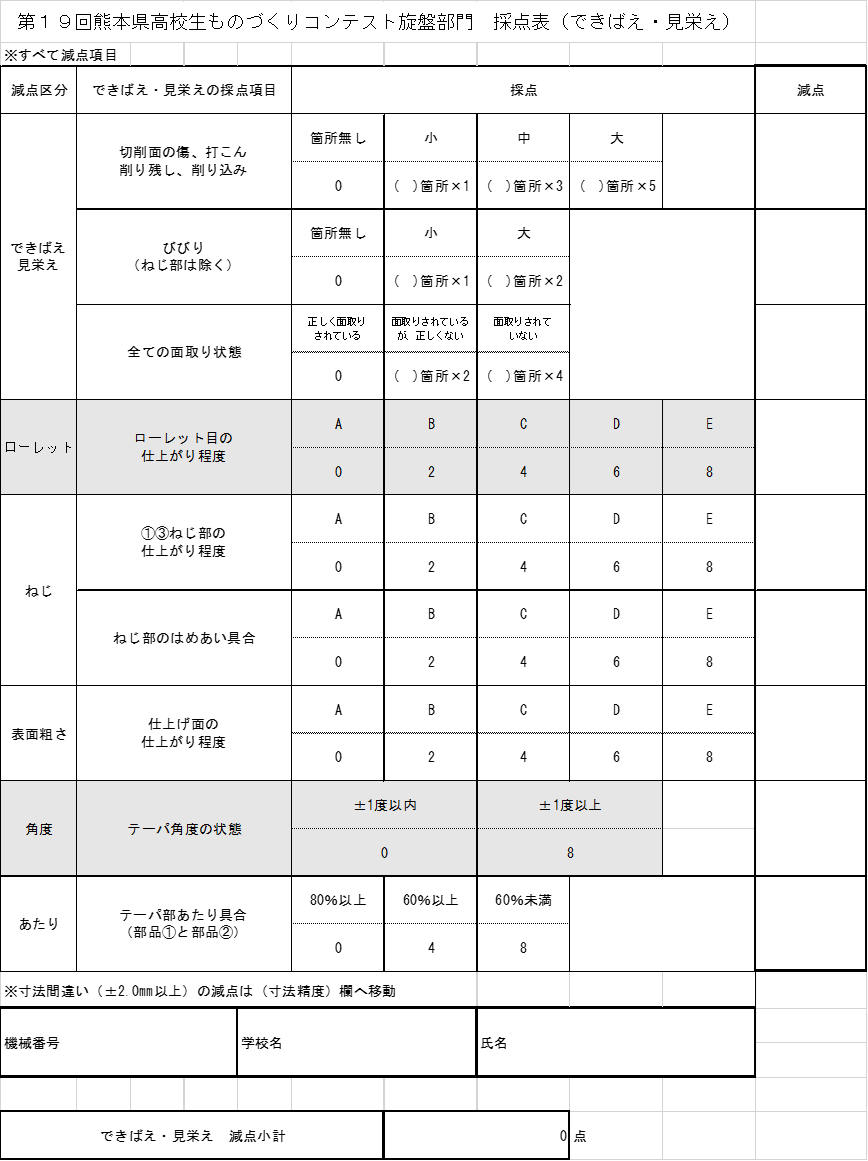 第１９回熊本県高校生ものづくりコンテスト旋盤部門　採点表（できばえ・見栄え）
※すべて減点項目
減点区分 できばえ・見栄えの採点項目 採点 減点
できばえ
見栄え
切削面の傷、打こん
削り残し、削り込み
箇所無し 小 中 大
0 (　)箇所×1 (　)箇所×3 (　)箇所×5
びびり
（ねじ部は除く）
箇所無し 小 大
0 (　)箇所×1 (　)箇所×2
全ての面取り状態
正しく面取り
されている
面取りされている
が、正しくない
面取りされて
いない
0 (　)箇所×2 (　)箇所×4
ローレット
ローレット目の
仕上がり程度
A B C D E
0 2 4 6 8
ねじ
①③ねじ部の
仕上がり程度
A B C D E
0 2 4 6 8
ねじ部のはめあい具合
A B C D E
0 2 4 6 8
表面粗さ
仕上げ面の
仕上がり程度
A B C D E
0 2 4 6 8
角度
テーパ角度の状態
±1度以内 ±1度以上
0 8
あたり
テーパ部あたり具合
（部品①と部品②）
80%以上 60%以上 60%未満
0 4 8
※寸法間違い（±2.0mm以上）の減点は（寸法精度）欄へ移動
機械番号 学校名 氏名
できばえ・見栄え　減点小計 0 点